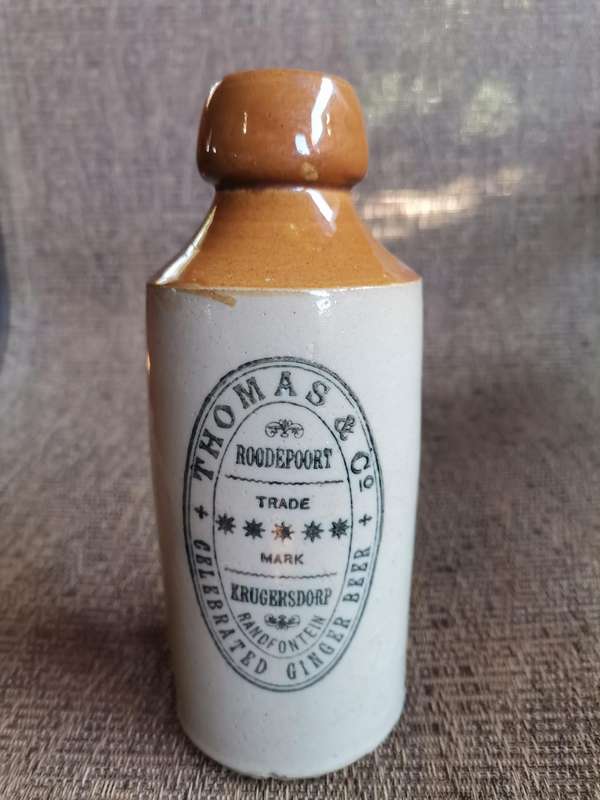 THOMAS & Co
ROODEPOORT
TRADE
MARK
KRUGERSDORP
RANDFONTEIN
CELEBRATED GINGER BEER